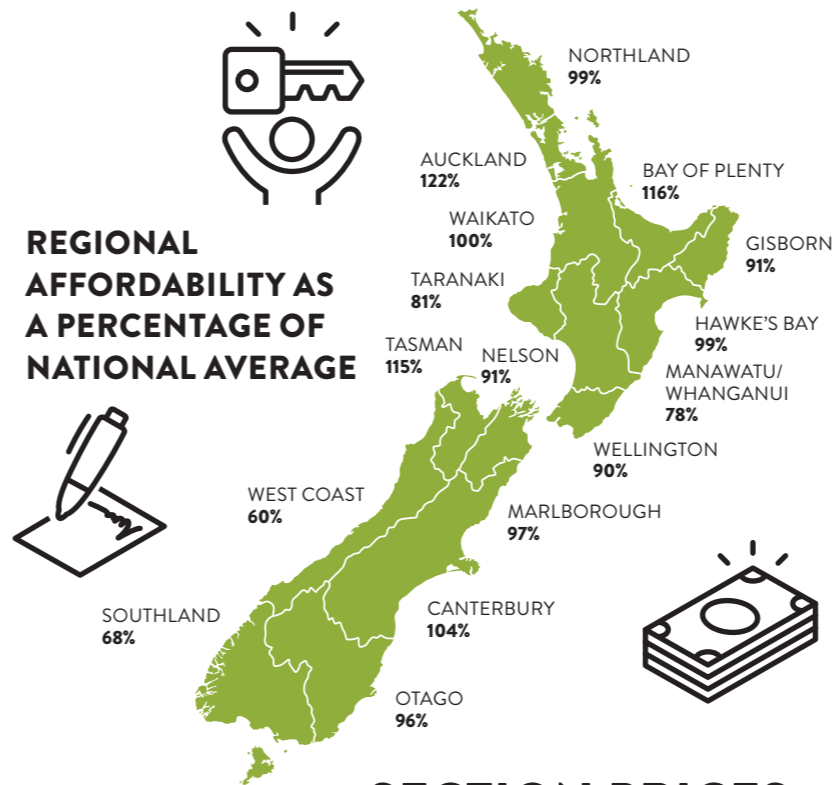 NORTHLAND
99%
AUCKLAND
122%
BAY OF PLENTY
116%
WAIKATO
100%
GISBORN
91%
REGIONAL
AFFORDABILITY AS
A PERCENTAGE OF
NATIONAL AVERAGE
TARANAKI
81%
HAWKE'S BAY
99%
TASMAN
115%
NELSON
91%
MANAWATU/
WHANGANUI
78%
WELLINGTON
90%
WEST COAST
60%
MARLBOROUGH
97%
SOUTHLAND
68%
CANTERBURY
104%
OTAGO
96%
SECTION PRICES